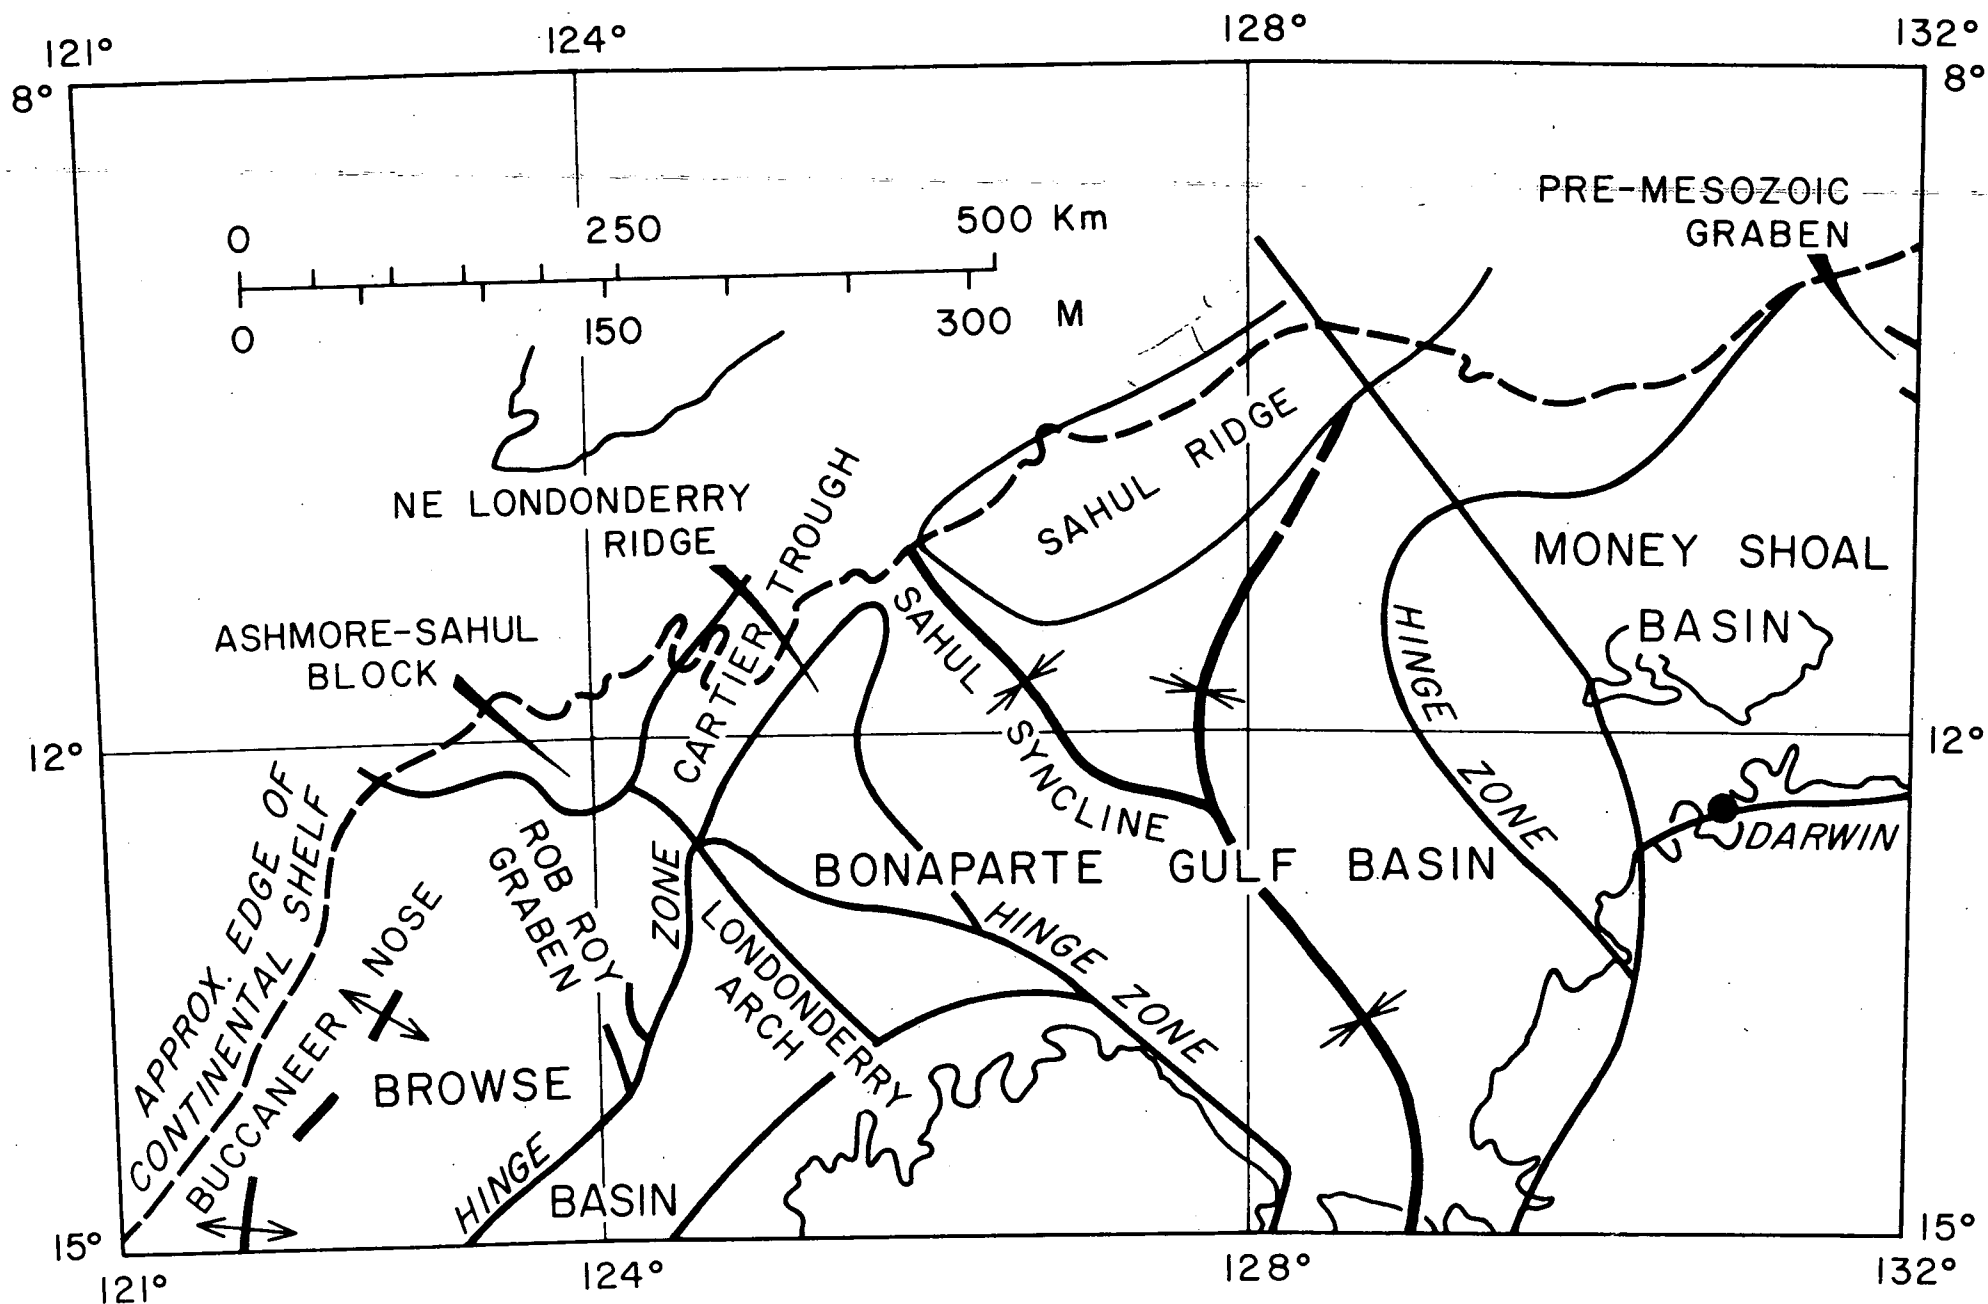 121°
124°
128°
132°
8°
8°
PRE-MESOZOIC
GRABEN
0
250
500 Km
0
150
300 M
SAHUL RIDGE
NE LONDONDERRY
RIDGE
CARTIER TROUGH
MONEY SHOAL
BASIN
ASHMORE-SAHUL
BLOCK
SAHUL SYNCLINE
HINGE ZONE
12°
12°
DARWIN
APPROX. EDGE OF
CONTINENTAL SHELF
ROB ROY
GRABEN
ZONE
BONAPARTE GULF BASIN
LONDONDERRY
ARCH
HINGE ZONE
BUCCANEER NOSE
BROWSE
HINGE
BASIN
15°
15°
121°
124°
128°
132°